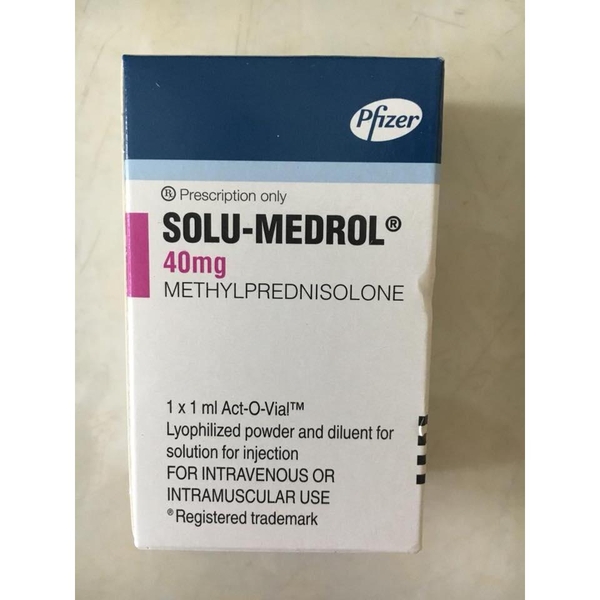 Pfizer
℞ Prescription only
SOLU-MEDROL®
40mg
METHYLPREDNISOLONE
1 x 1 ml Act-O-Vial™
Lyophilized powder and diluent for
solution for injection
FOR INTRAVENOUS OR
INTRAMUSCULAR USE
®Registered trademark